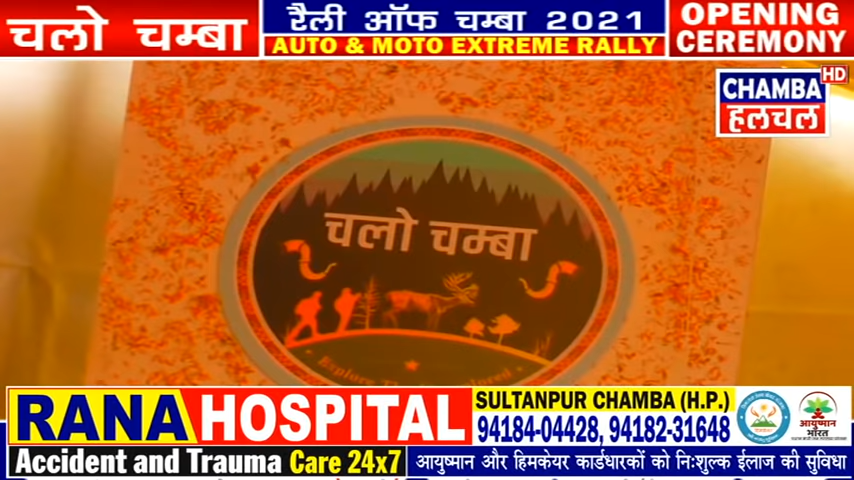 चलो चम्बा
रैली ऑफ चम्बा 2021
AUTO & MOTO EXTREME RALLY
OPENING
CEREMONY
CHAMBA HD
हलचल
चलो चम्बा
RANA HOSPITAL
SULTANPUR CHAMBA (H.P.)
94184-04428, 94182-31648
आयुष्मान
भारत
Accident and Trauma Care 24x7
आयुष्मान और हिमकेयर कार्डधारकों को निःशुल्क ईलाज की सुविधा